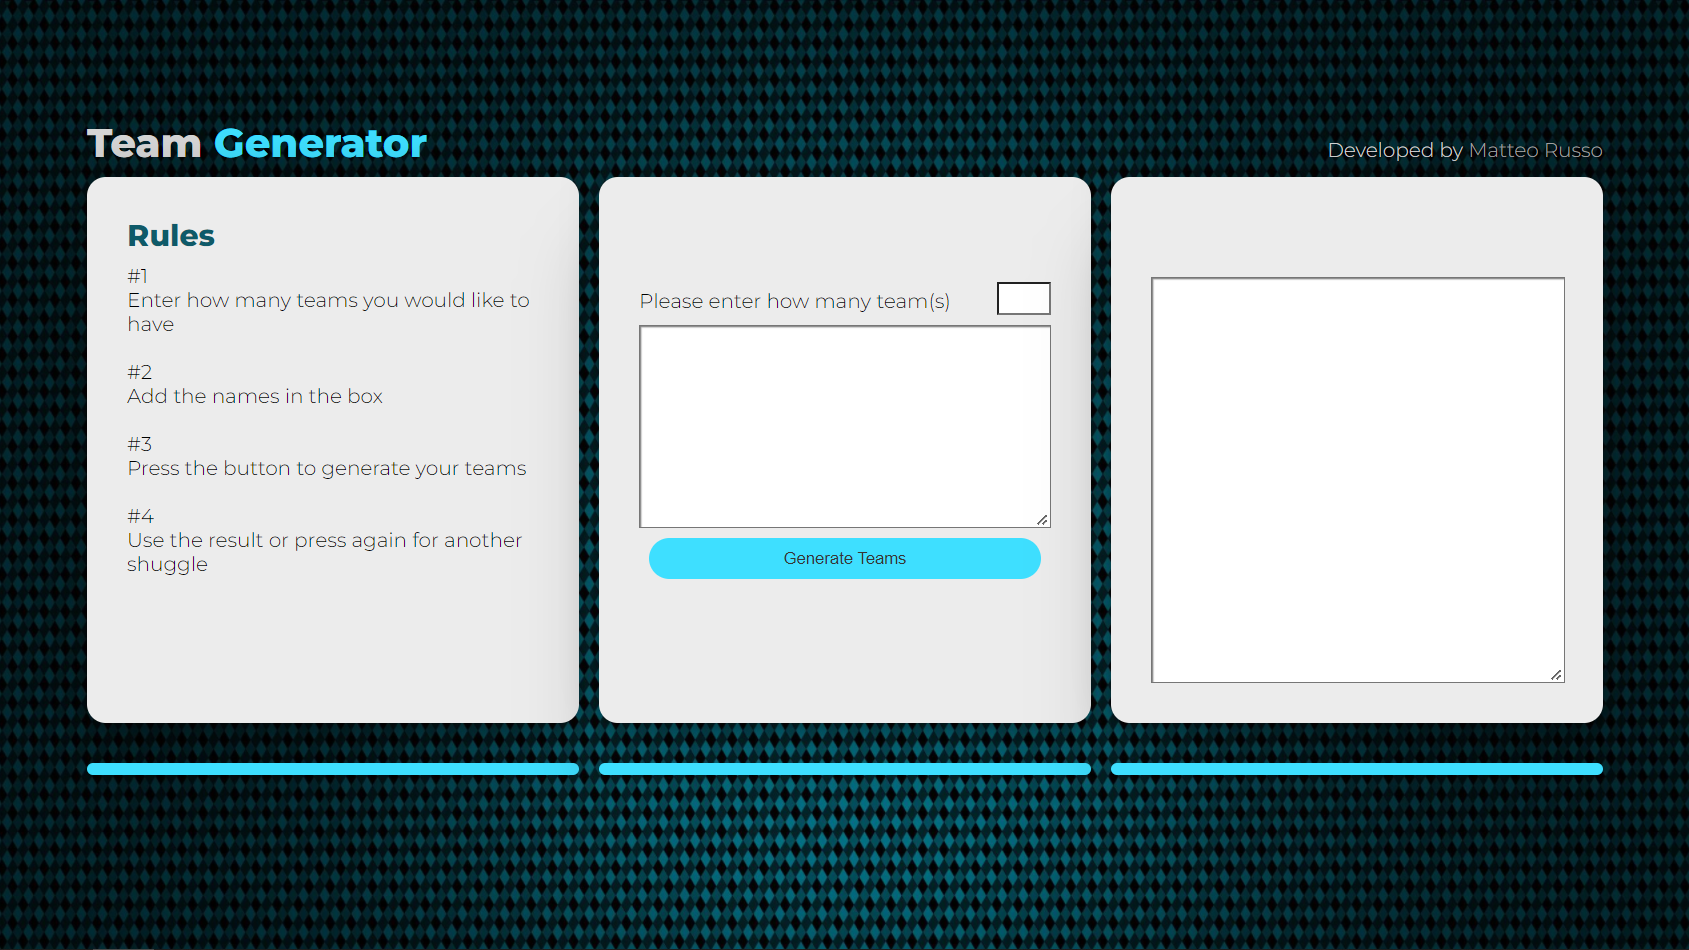 Team Generator
Developed by Matteo Russo
Rules
#1
Enter how many teams you would like to
have
#2
Add the names in the box
#3
Press the button to generate your teams
#4
Use the result or press again for another
shuggle
Please enter how many team(s)
Generate Teams